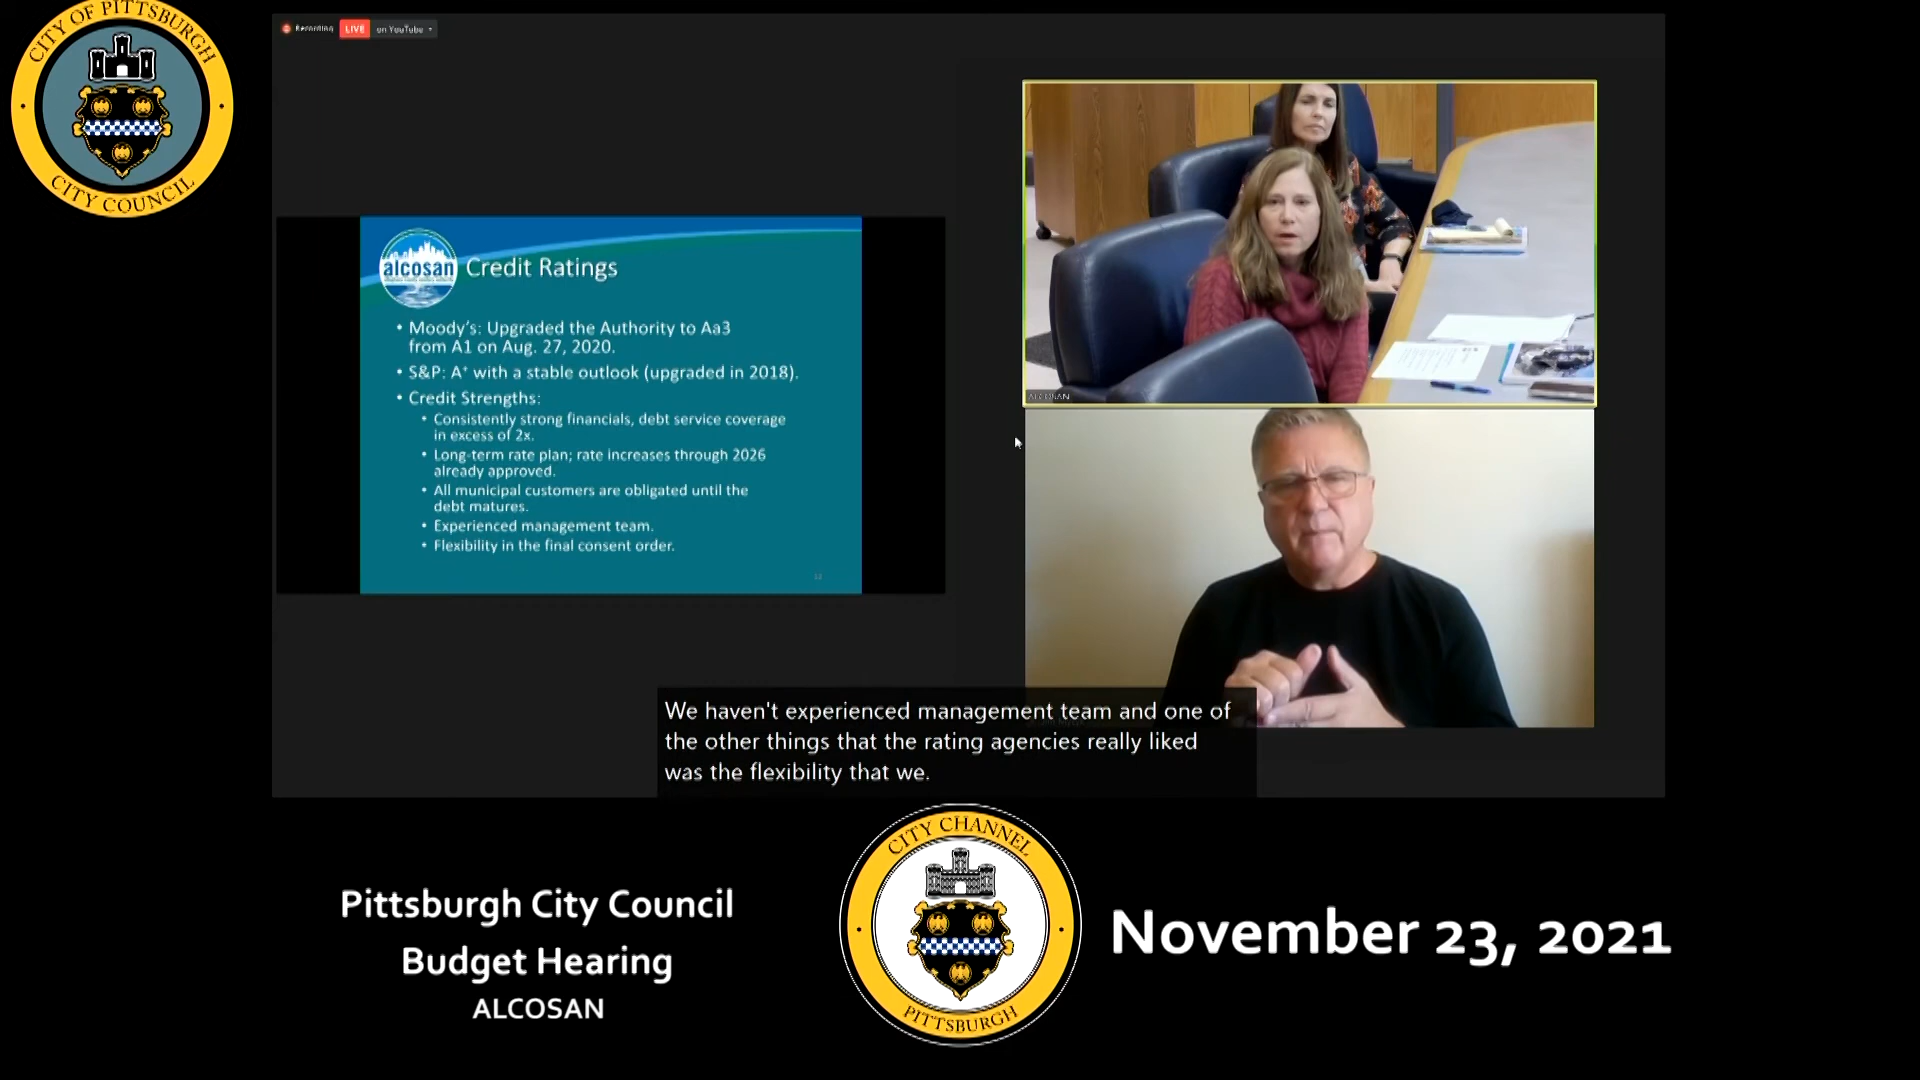 CITY OF PITTSBURGH
CITY COUNCIL
Recording LIVE on YouTube
alcosan
Credit Ratings
• Moody's: Upgraded the Authority to Aa3
from A1 on Aug. 27, 2020.
• S&P: A+ with a stable outlook (upgraded in 2018).
• Credit Strengths:
• Consistently strong financials, debt service coverage
in excess of 2x.
• Long-term rate plan; rate increases through 2026
already approved.
• All municipal customers are obligated until the
debt matures.
• Experienced management team.
• Flexibility in the final consent order.
ALCOSAN
We haven't experienced management team and one of
the other things that the rating agencies really liked
was the flexibility that we.
Pittsburgh City Council
Budget Hearing
ALCOSAN
CITY CHANNEL
PITTSBURGH
November 23, 2021